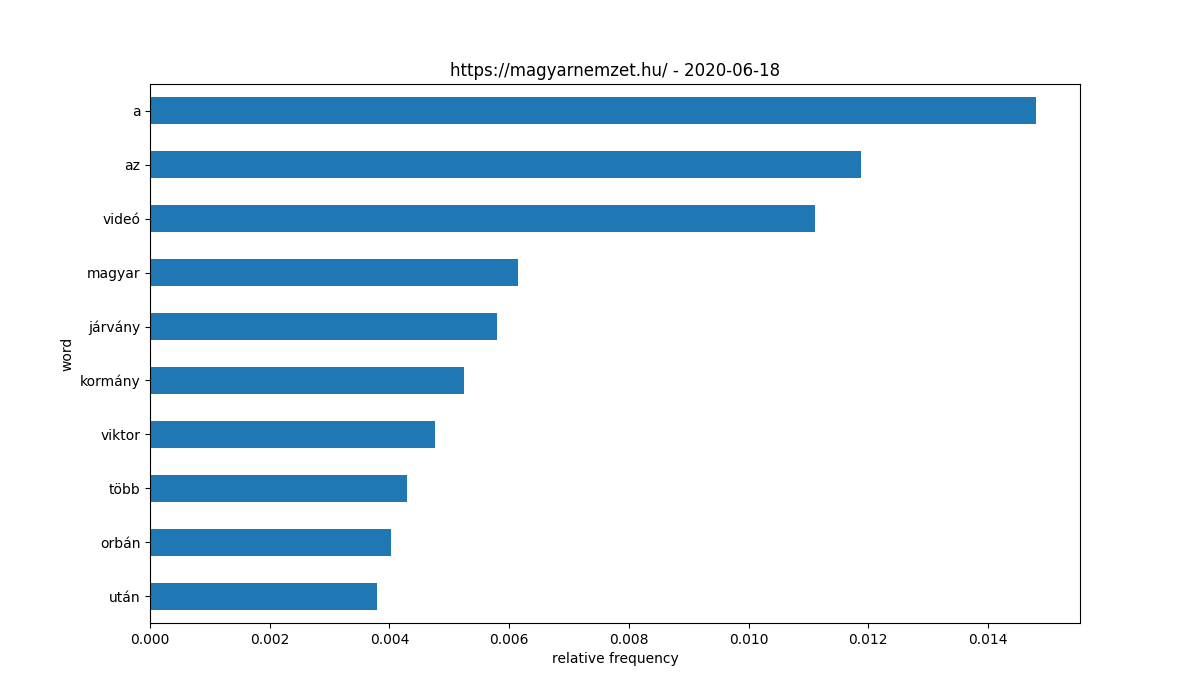 https://magyarnemzet.hu/ - 2020-06-18
a
az
videó
magyar
járvány
kormány
viktor
több
orbán
után
word
0.000 0.002 0.004 0.006 0.008 0.010 0.012 0.014
relative frequency